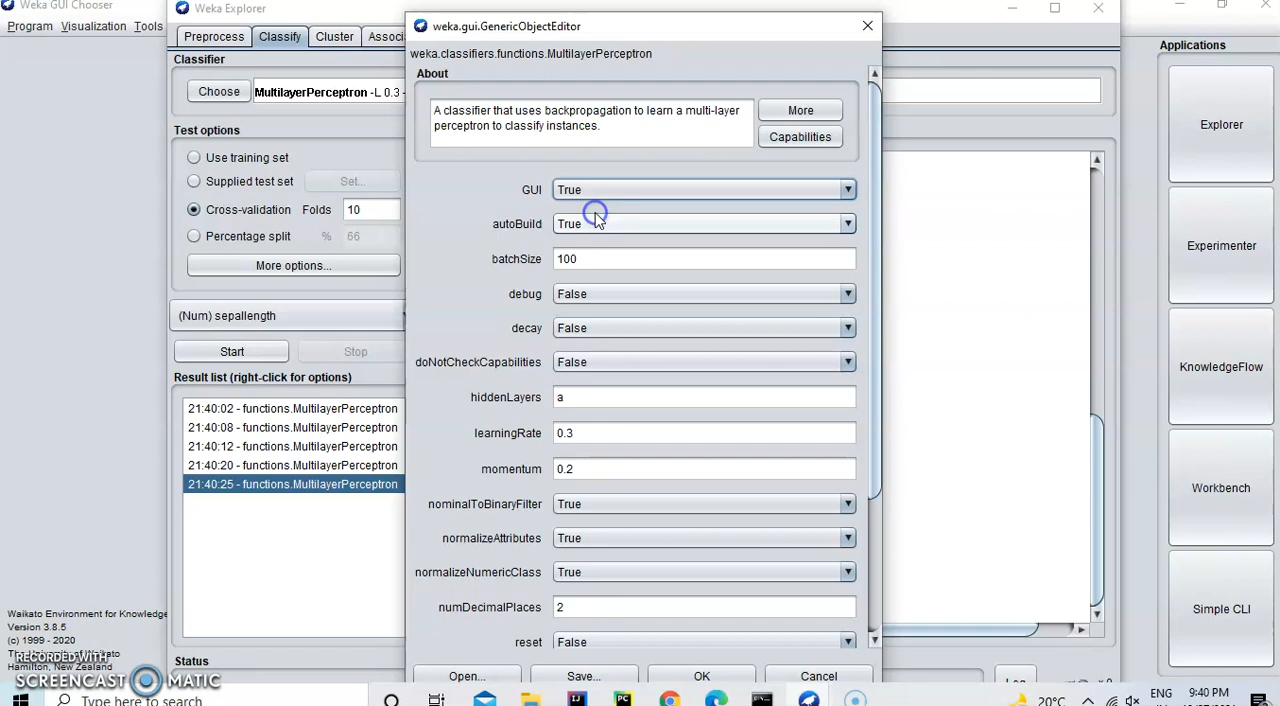 Weka GUI Chooser
Program Visualization Tools
Waikato Environment for Knowledge
Version 3.8.5
(c) 1999 - 2020
Hamilton, New Zealand
Weka Explorer
Preprocess Classify Cluster
Classifier
Choose MultilayerPerceptron -L 0.3
Test options
Use training set
Supplied test set Set...
Cross-validation Folds 10
Percentage split % 66
More options...
(Num) sepallength
Start Stop
Result list (right-click for options)
21:40:02 - functions.MultilayerPerceptron
21:40:08 - functions.MultilayerPerceptron
21:40:12 - functions.MultilayerPerceptron
21:40:20 - functions.MultilayerPerceptron
21:40:25 - functions.MultilayerPerceptron
Status
weka.gui.GenericObjectEditor
weka.classifiers.functions.MultilayerPerceptron
About
A classifier that uses backpropagation to learn a multi-layer
perceptron to classify instances.
More
Capabilities
GUI True
autoBuild True
batchSize 100
debug False
decay False
doNotCheckCapabilities False
hiddenLayers a
learningRate 0.3
momentum 0.2
nominalToBinaryFilter True
normalizeAttributes True
normalizeNumericClass True
numDecimalPlaces 2
reset False
Open... Save... OK Cancel
Log
Applications
Explorer
Experimenter
KnowledgeFlow
Workbench
Simple CLI
RECORDED WITH
SCREENCAST MATIC
Type here to search
20°C
ENG
9:40 PM